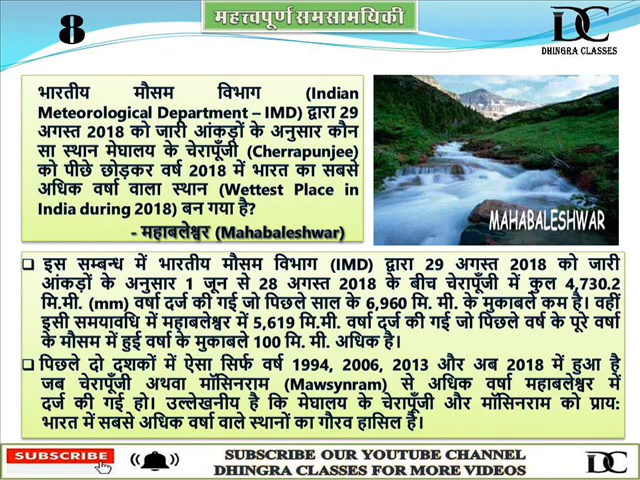 8
महत्त्वपूर्ण समसामयिकी
DC
DHINGRA CLASSES
भारतीय मौसम विभाग (Indian
Meteorological Department – IMD) द्वारा 29
अगस्त 2018 को जारी आंकड़ों के अनुसार कौन
सा स्थान मेघालय के चेरापूँजी (Cherrapunjee)
को पीछे छोड़कर वर्ष 2018 में भारत का सबसे
अधिक वर्षा वाला स्थान (Wettest Place in
India during 2018) बन गया है?
- महाबलेश्वर (Mahabaleshwar)
MAHABALESHWAR
❑ इस सम्बन्ध में भारतीय मौसम विभाग (IMD) द्वारा 29 अगस्त 2018 को जारी
आंकड़ों के अनुसार 1 जून से 28 अगस्त 2018 के बीच चेरापूँजी में कुल 4,730.2
मि.मी. (mm) वर्षा दर्ज की गई जो पिछले साल के 6,960 मि. मी. के मुकाबले कम है। वहीं
इसी समयावधि में महाबलेश्वर में 5,619 मि.मी. वर्षा दर्ज की गई जो पिछले वर्ष के पूरे वर्षा
के मौसम में हुई वर्षा के मुकाबले 100 मि. मी. अधिक है।
❑ पिछले दो दशकों में ऐसा सिर्फ वर्ष 1994, 2006, 2013 और अब 2018 में हुआ है
जब चेरापूँजी अथवा मॉसिनराम (Mawsynram) से अधिक वर्षा महाबलेश्वर में
दर्ज की गई हो। उल्लेखनीय है कि मेघालय के चेरापूँजी और मॉसिनराम को प्राय:
भारत में सबसे अधिक वर्षा वाले स्थानों का गौरव हासिल है।
SUBSCRIBE
SUBSCRIBE OUR YOUTUBE CHANNEL
DHINGRA CLASSES FOR MORE VIDEOS
DC